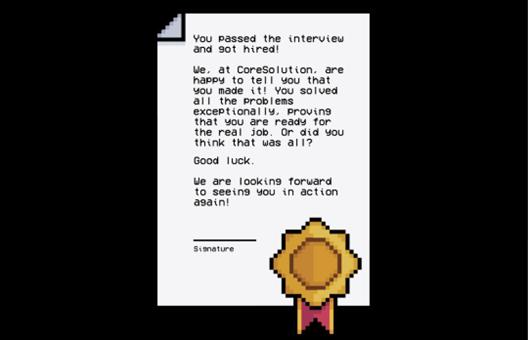 You passed the interview
and got hired!
We, at CoreSolution, are
happy to tell you that
you made it! You solved
all the problems
exceptionally, proving
that you are ready for
the real job. Or did you
think that was all?
Good luck.
We are looking forward
to seeing you in action
again!
Signature